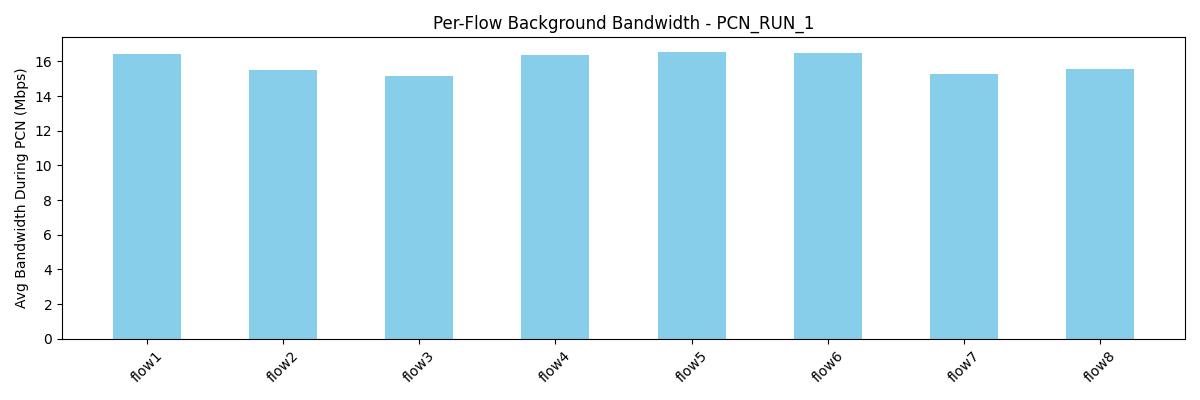 Per-Flow Background Bandwidth - PCN_RUN_1
Avg Bandwidth During PCN (Mbps)
16
14
12
10
8
6
4
2
0
flow1
flow2
flow3
flow4
flow5
flow6
flow7
flow8